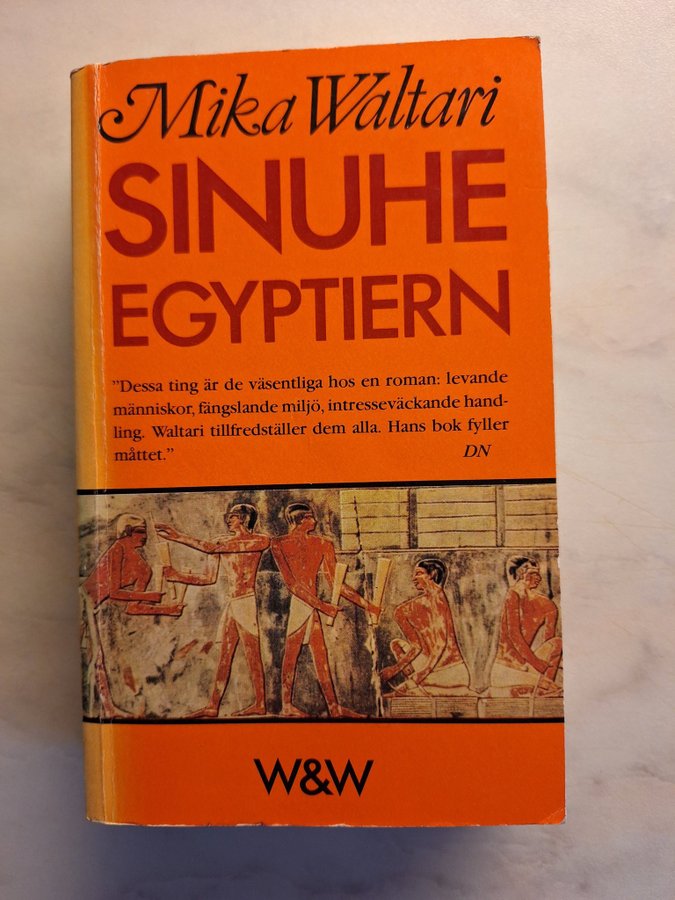 Mika Waltari
SINUHE
EGYPTIERN
”Dessa ting är de väsentliga hos en roman: levande
människor, fängslande miljö, intresseväckande hand-
ling. Waltari tillfredställer dem alla. Hans bok fyller
måttet.” DN
W&W